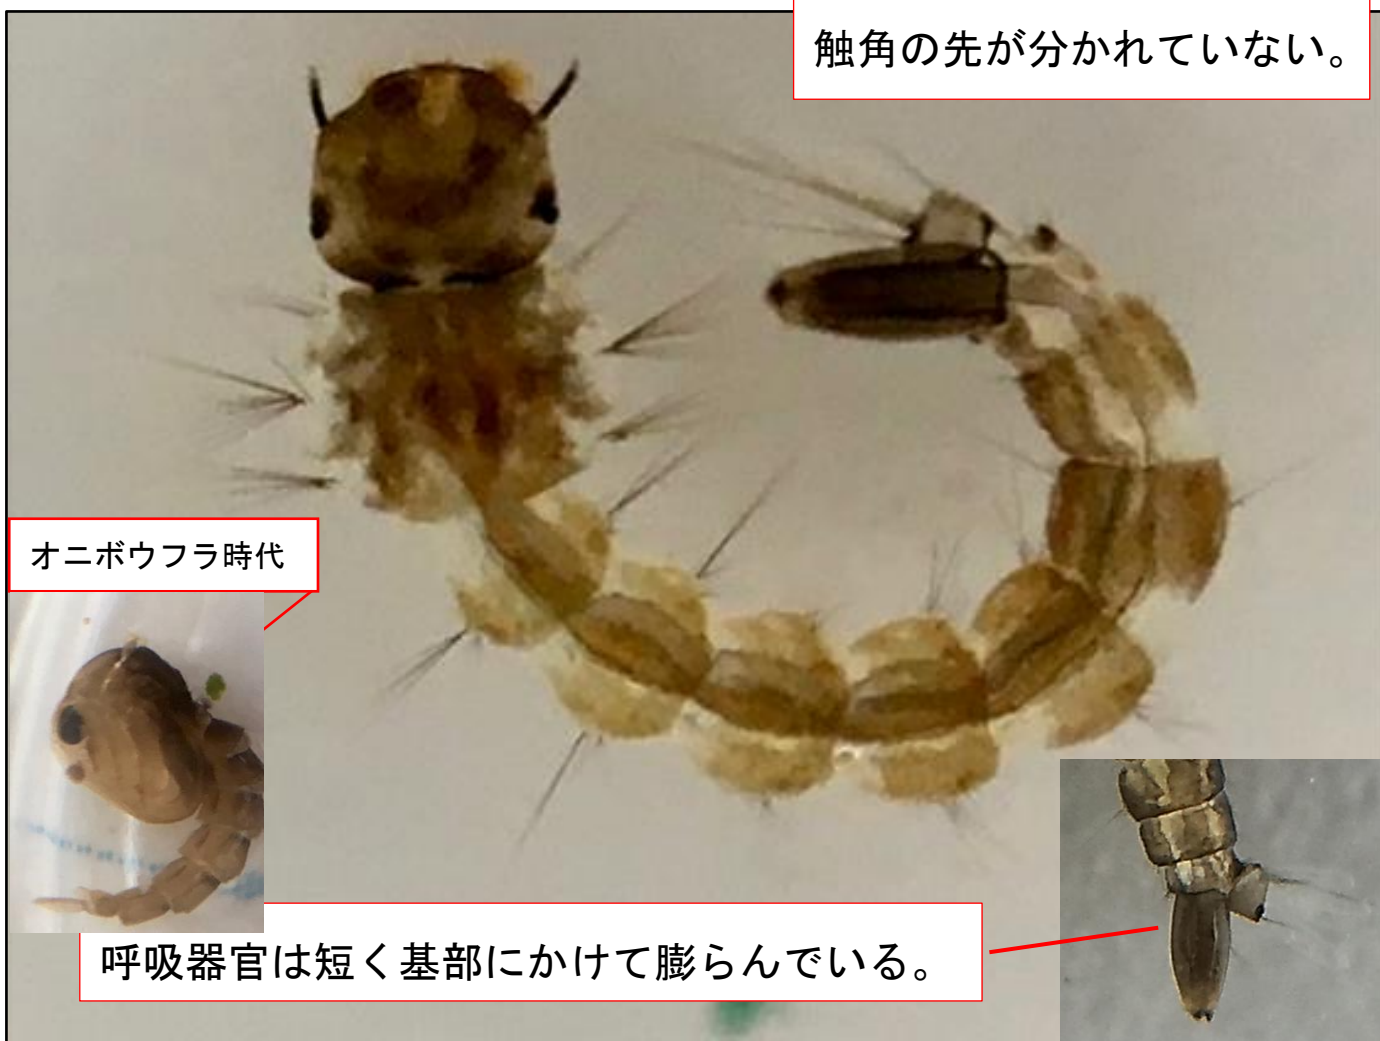 触角の先が分かれていない。
オニボウフラ時代
呼吸器官は短く基部にかけて膨らんでいる。